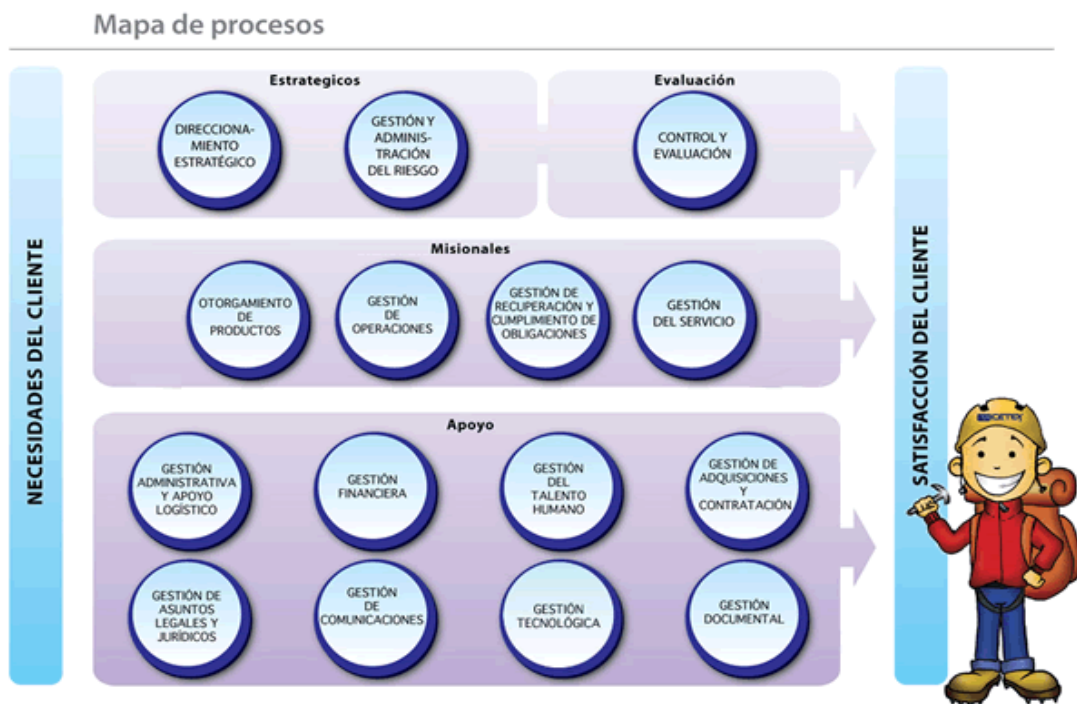 Mapa de procesos
NECESIDADES DEL CLIENTE
Estrategicos
DIRECCIONA-
MIENTO
ESTRATÉGICO
GESTIÓN Y
ADMINIS-
TRACIÓN
DEL RIESGO
Evaluación
CONTROL Y
EVALUACIÓN
Misionales
OTORGAMIENTO
DE
PRODUCTOS
GESTIÓN
DE
OPERACIONES
GESTIÓN DE
RECUPERACIÓN Y
CUMPLIMIENTO DE
OBLIGACIONES
GESTIÓN
DEL SERVICIO
Apoyo
GESTIÓN
ADMINISTRATIVA
Y APOYO
LOGÍSTICO
GESTIÓN
FINANCIERA
GESTIÓN
DEL
TALENTO
HUMANO
GESTIÓN DE
ADQUISICIONES
Y
CONTRATACIÓN
GESTIÓN DE
ASUNTOS
LEGALES Y
JURÍDICOS
GESTIÓN
DE
COMUNICACIONES
GESTIÓN
TECNOLÓGICA
GESTIÓN
DOCUMENTAL
SATISFACCIÓN DEL CLIENTE
ICETEX